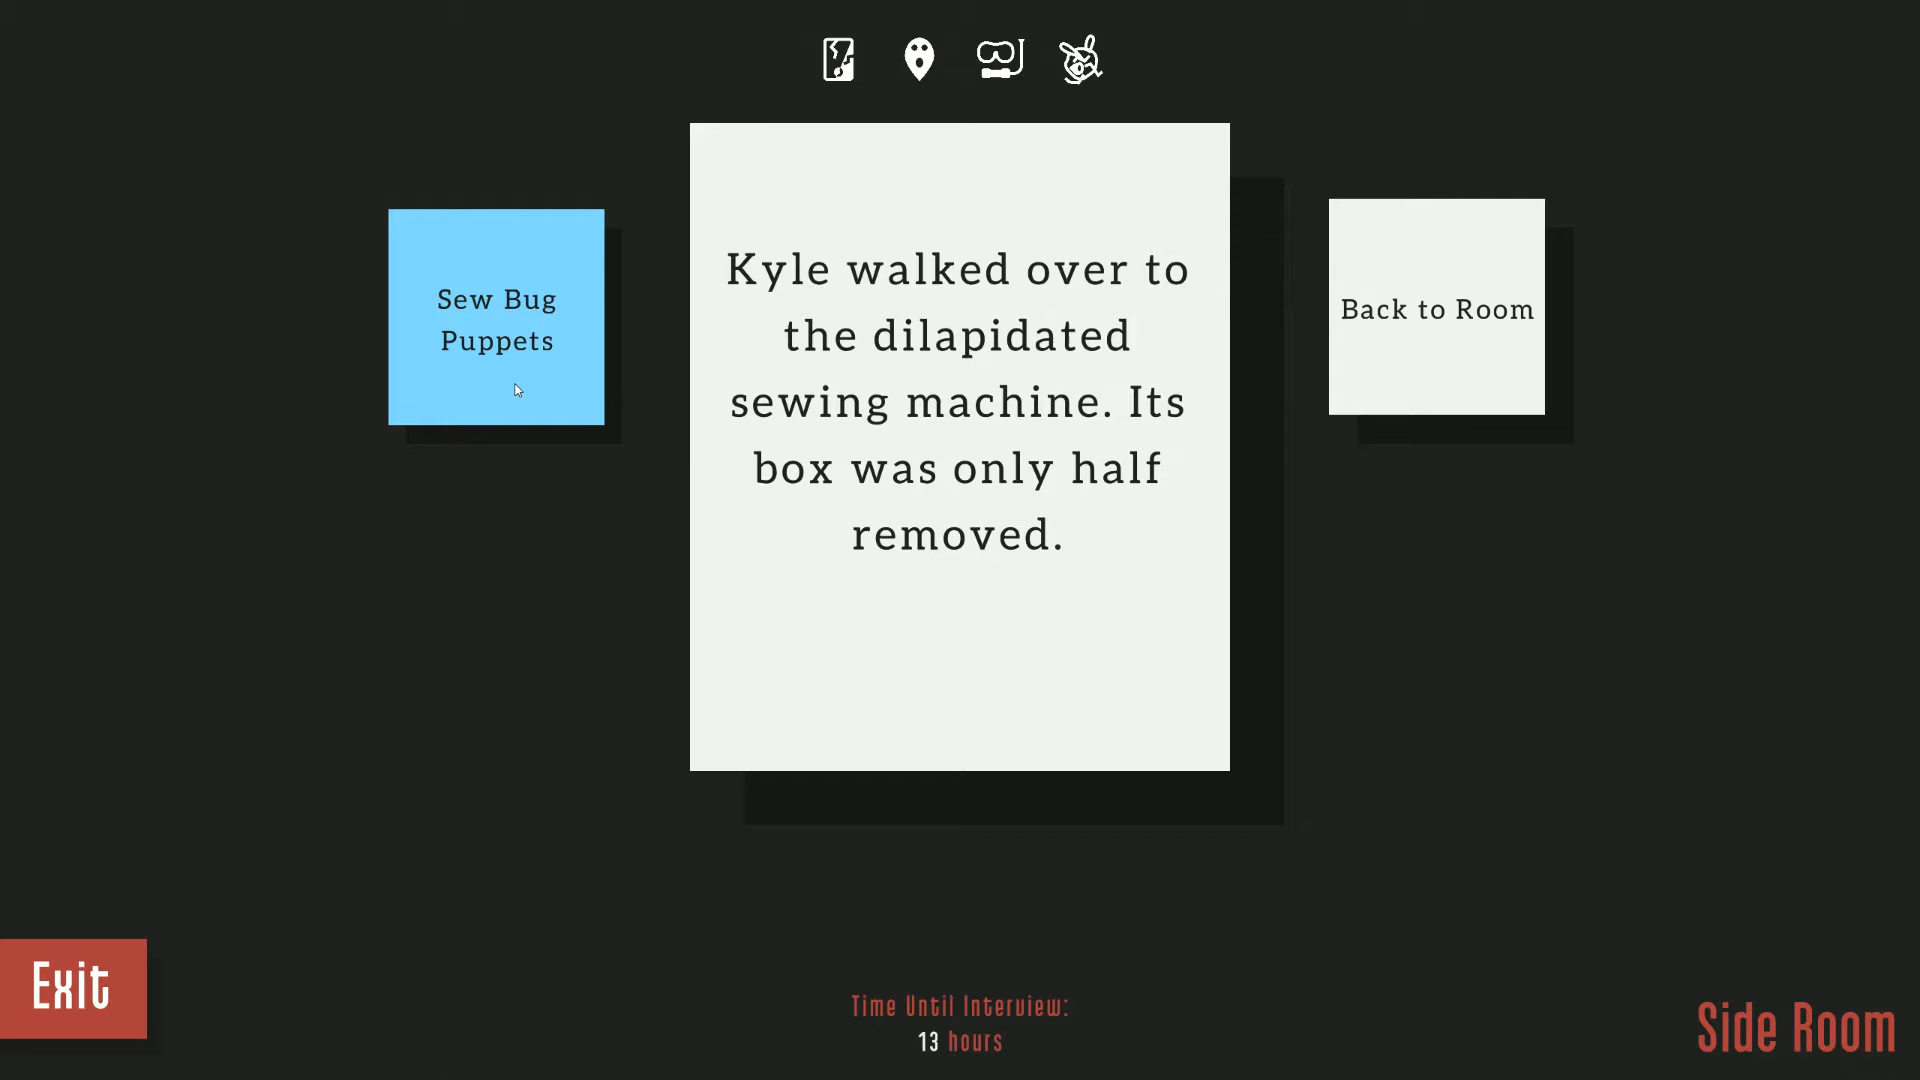 Sew Bug
Puppets
Kyle walked over to
the dilapidated
sewing machine. Its
box was only half
removed.
Back to Room
Exit
Time Until Interview:
13 hours
Side Room